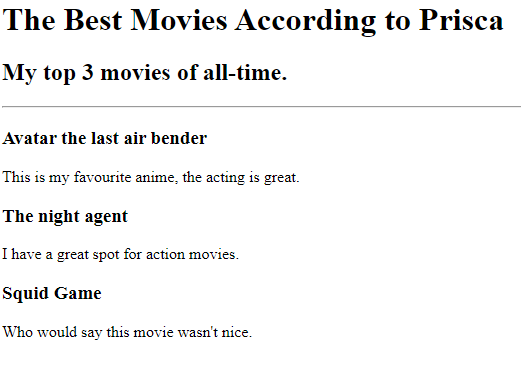 The Best Movies According to Prisca
My top 3 movies of all-time.
Avatar the last air bender
This is my favourite anime, the acting is great.
The night agent
I have a great spot for action movies.
Squid Game
Who would say this movie wasn't nice.